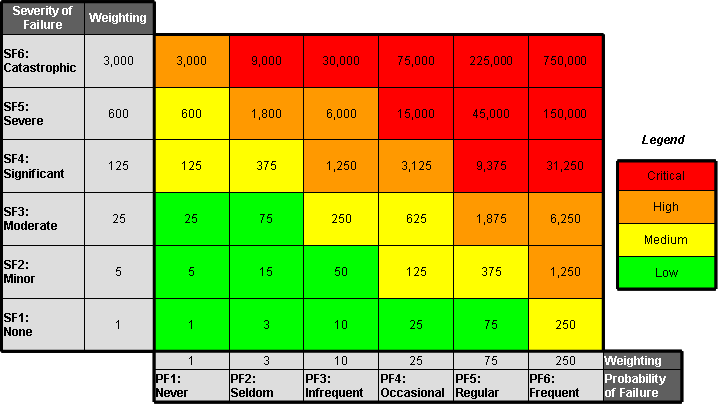 Severity of Failure Weighting
SF6: Catastrophic 3,000 3,000 9,000 30,000 75,000 225,000 750,000
SF5: Severe 600 600 1,800 6,000 15,000 45,000 150,000
SF4: Significant 125 125 375 1,250 3,125 9,375 31,250
SF3: Moderate 25 25 75 250 625 1,875 6,250
SF2: Minor 5 5 15 50 125 375 1,250
SF1: None 1 1 3 10 25 75 250
1 3 10 25 75 250 Weighting
PF1: Never PF2: Seldom PF3: Infrequent PF4: Occasional PF5: Regular PF6: Frequent Probability of Failure
Legend
Critical
High
Medium
Low